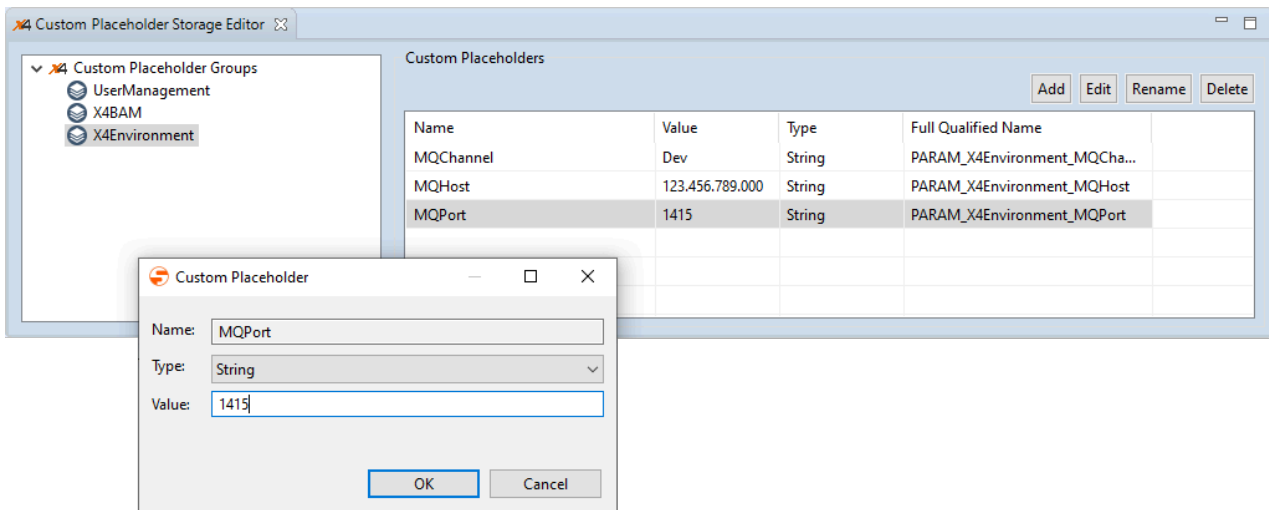 X4 Custom Placeholder Storage Editor
X4 Custom Placeholder Groups
UserManagement
X4BAM
X4Environment
Custom Placeholders
Add Edit Rename Delete
Name Value Type Full Qualified Name
MQChannel Dev String PARAM_X4Environment_MQCha...
MQHost 123.456.789.000 String PARAM_X4Environment_MQHost
MQPort 1415 String PARAM_X4Environment_MQPort
Custom Placeholder
Name: MQPort
Type: String
Value: 1415
OK Cancel